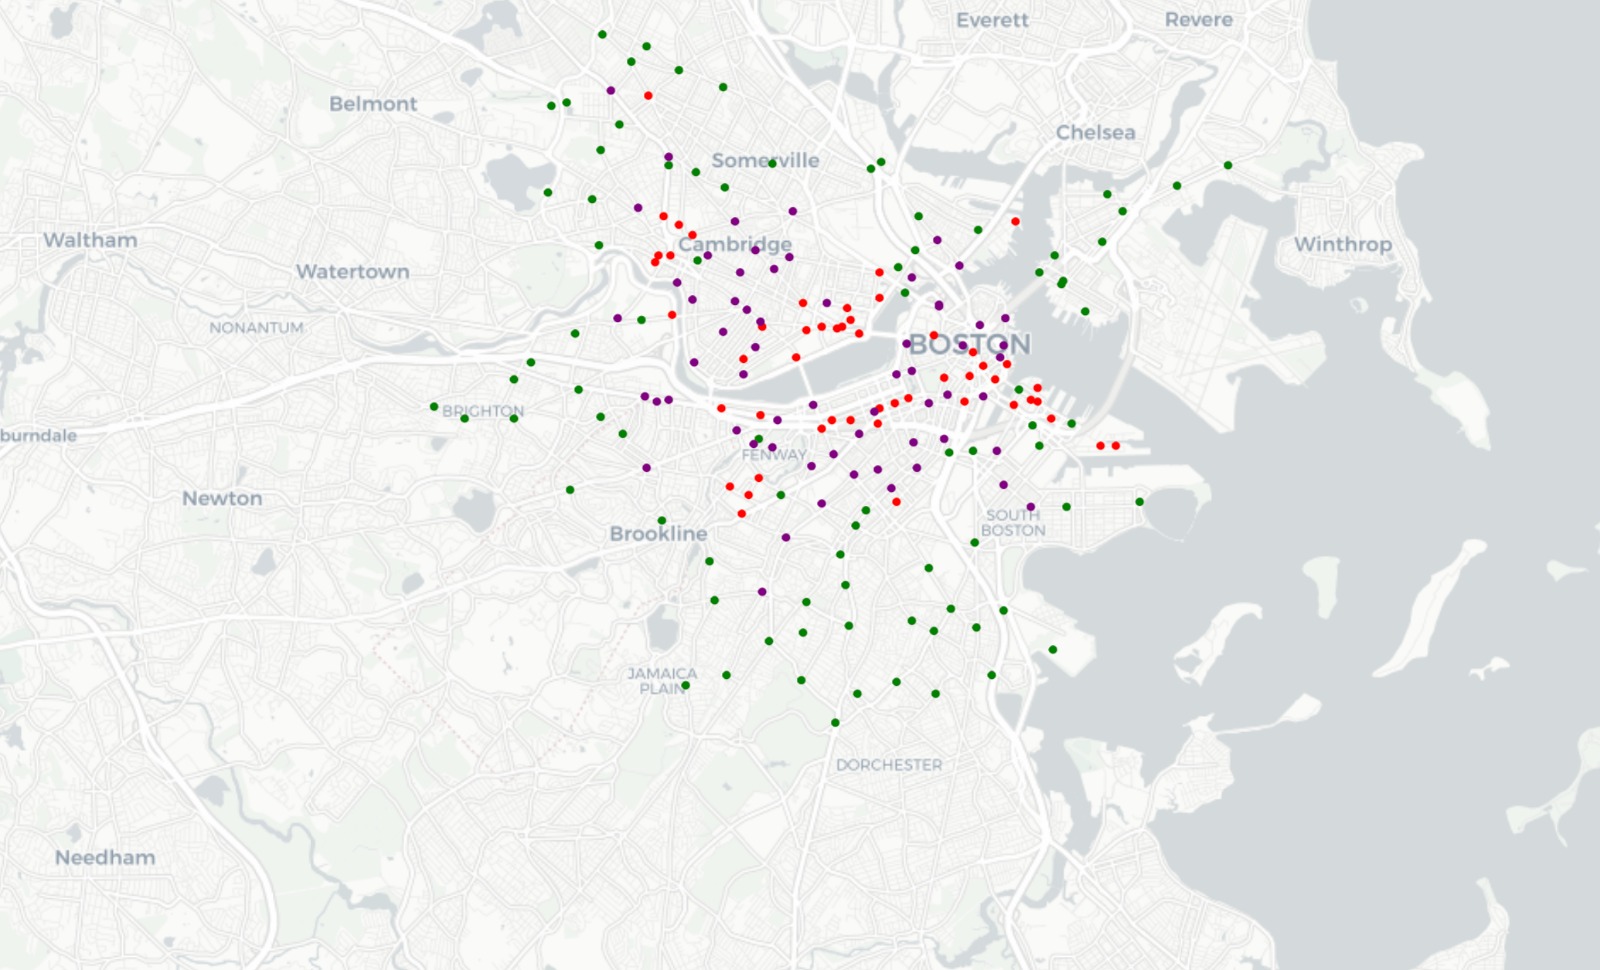 Everett
Revere
Belmont
Chelsea
Somerville
Waltham
Cambridge
Winthrop
Watertown
NONANTUM
BOSTON
BRIGHTON
burndale
FENWAY
Newton
SOUTH
BOSTON
Brookline
JAMAICA
PLAIN
DORCHESTER
Needham